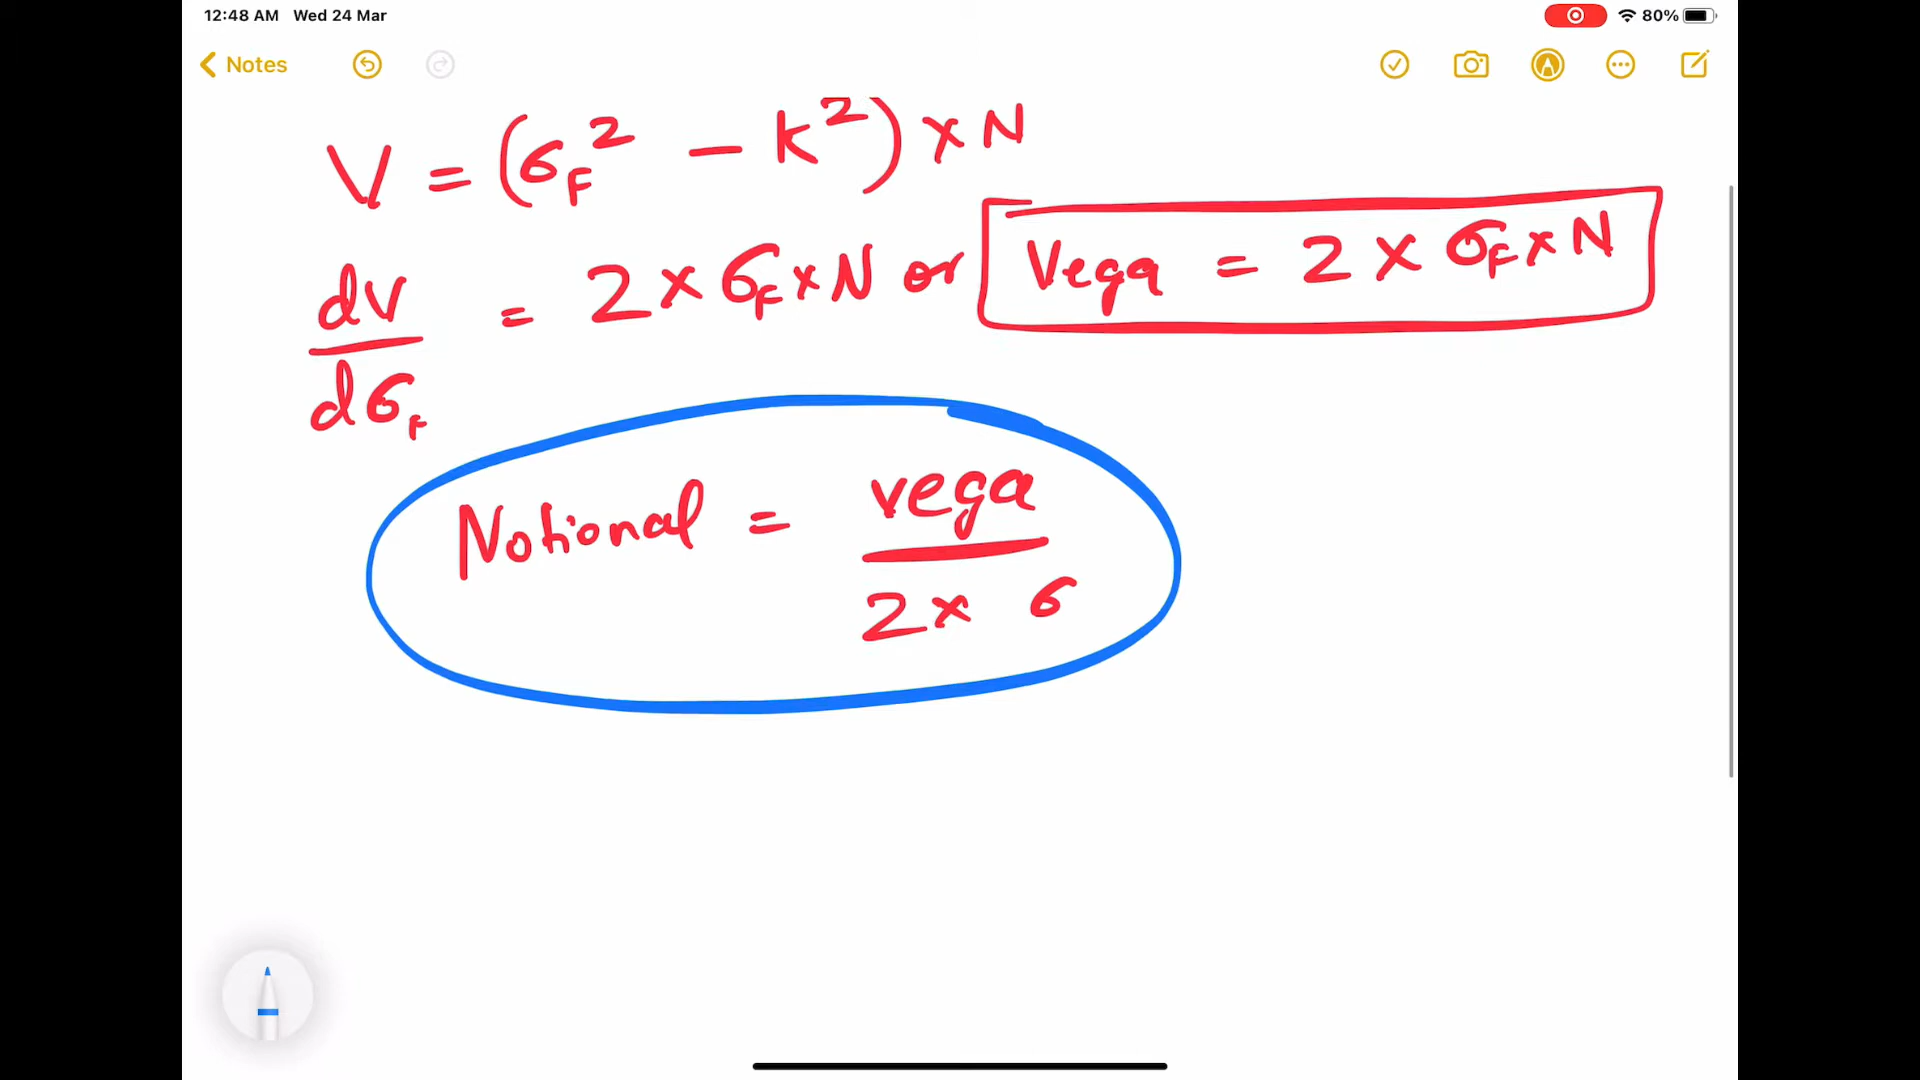 12:48 AM Wed 24 Mar 80%
Notes
V = (σF² - K²) × N
dV/dσF = 2 × σF × N or Vega = 2 × σF × N
Notional = vega / 2 × σ